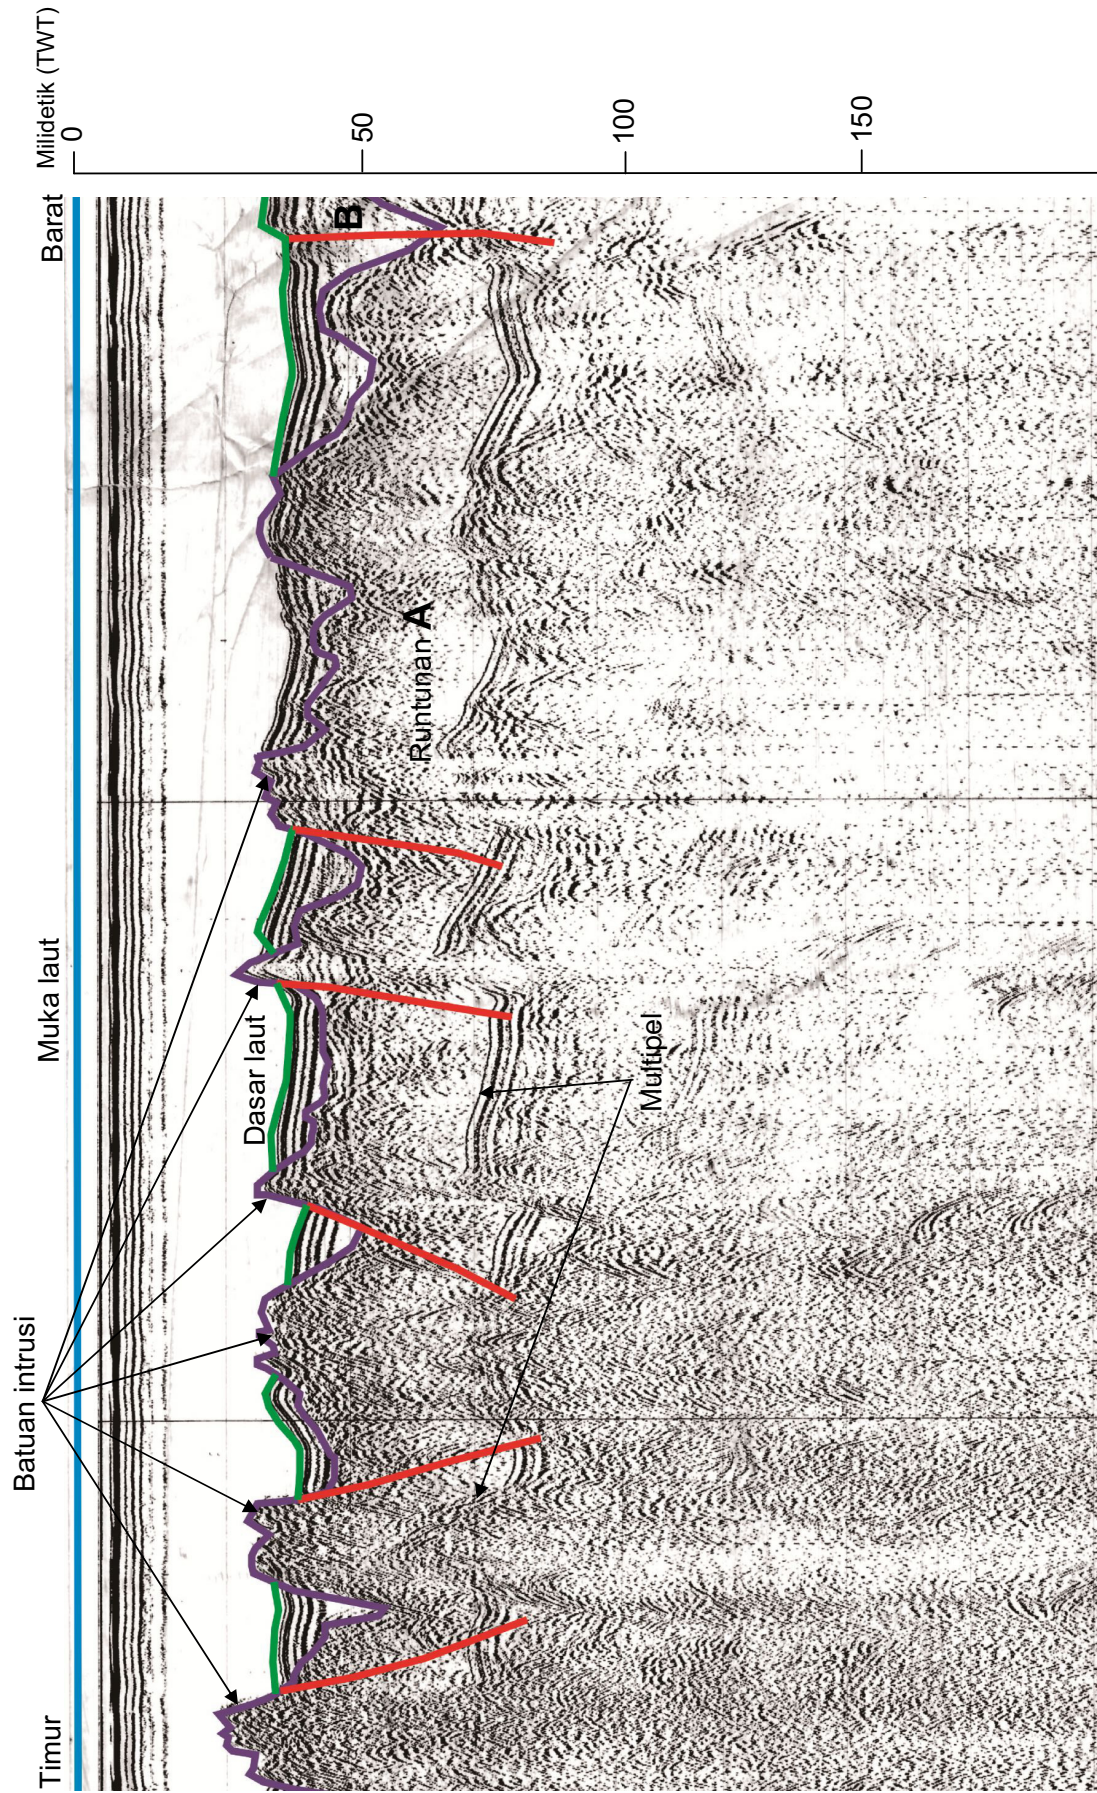 Timur
Muka laut
Barat
Milidetik (TWT)
0
50
100
150
Batuan intrusi
Dasar laut
B
Runtunan A
Multipel